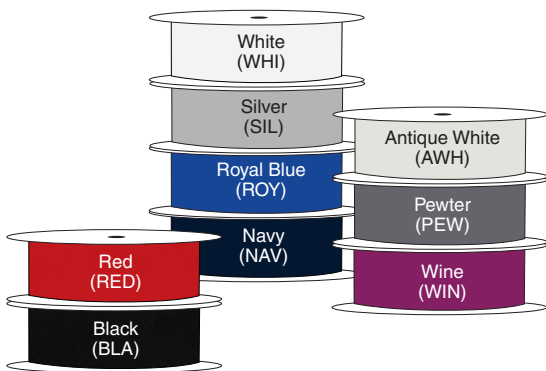 White
(WHI)
Silver
(SIL)
Royal Blue
(ROY)
Navy
(NAV)
Antique White
(AWH)
Pewter
(PEW)
Wine
(WIN)
Red
(RED)
Black
(BLA)